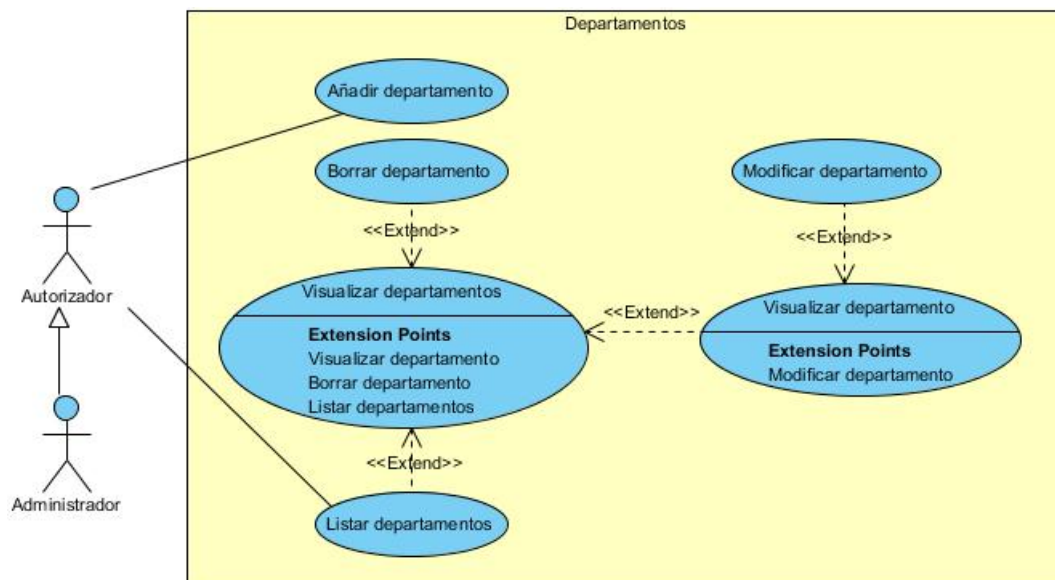 Departamentos
Añadir departamento
Borrar departamento
Modificar departamento
<<Extend>>
<<Extend>>
Autorizador
Visualizar departamentos
Extension Points
Visualizar departamento
Borrar departamento
Listar departamentos
<<Extend>>
Visualizar departamento
Extension Points
Modificar departamento
<<Extend>>
Administrador
Listar departamentos